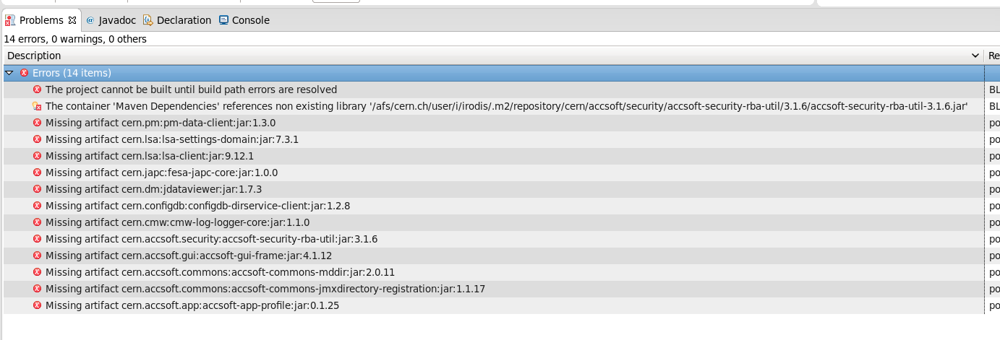 Problems Javadoc Declaration Console
14 errors, 0 warnings, 0 others
Description Re
Errors (14 items)
The project cannot be built until build path errors are resolved BL
The container 'Maven Dependencies' references non existing library '/afs/cern.ch/user/i/irodis/.m2/repository/cern/accsoft/security/accsoft-security-rba-util/3.1.6/accsoft-security-rba-util-3.1.6.jar' BL
Missing artifact cern.pm:pm-data-client:jar:1.3.0 po
Missing artifact cern.lsa:lsa-settings-domain:jar:7.3.1 po
Missing artifact cern.lsa:lsa-client:jar:9.12.1 po
Missing artifact cern.japc:fesa-japc-core:jar:1.0.0 po
Missing artifact cern.dm:jdataviewer:jar:1.7.3 po
Missing artifact cern.configdb:configdb-dirservice-client:jar:1.2.8 po
Missing artifact cern.cmw:cmw-log-logger-core:jar:1.1.0 po
Missing artifact cern.accsoft.security:accsoft-security-rba-util:jar:3.1.6 po
Missing artifact cern.accsoft.gui:accsoft-gui-frame:jar:4.1.12 po
Missing artifact cern.accsoft.commons:accsoft-commons-mddir:jar:2.0.11 po
Missing artifact cern.accsoft.commons:accsoft-commons-jmxdirectory-registration:jar:1.1.17 po
Missing artifact cern.accsoft.app:accsoft-app-profile:jar:0.1.25 po